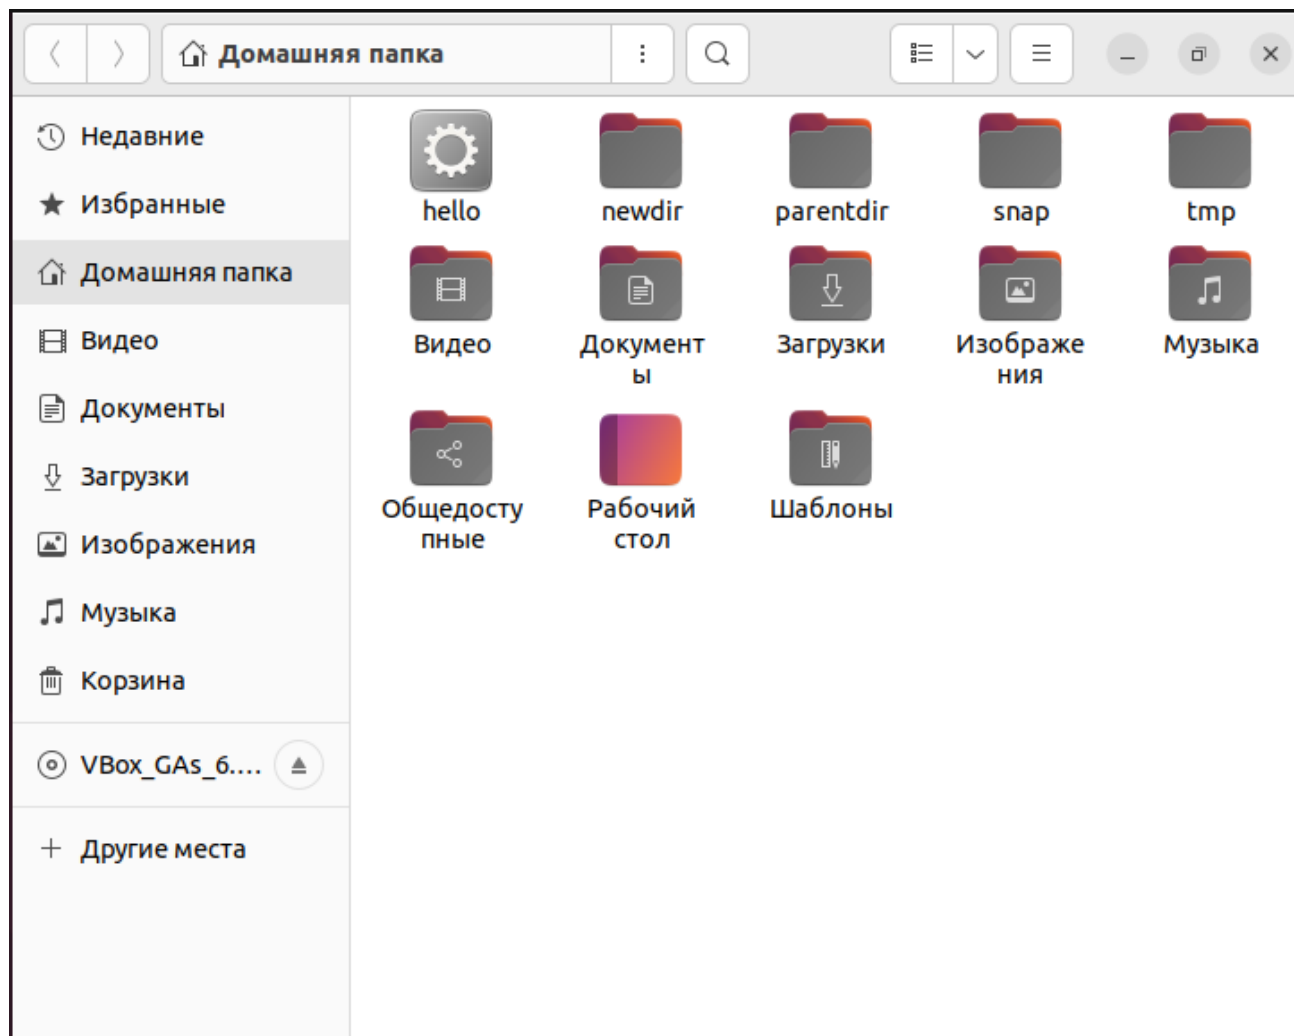 Домашняя папка
Недавние
Избранные
Домашняя папка
Видео
Документы
Загрузки
Изображения
Музыка
Корзина
VBox_GAs_6....
Другие места
hello
newdir
parentdir
snap
tmp
Видео
Документ
ы
Загрузки
Изображе
ния
Музыка
Общедосту
пные
Рабочий
стол
Шаблоны